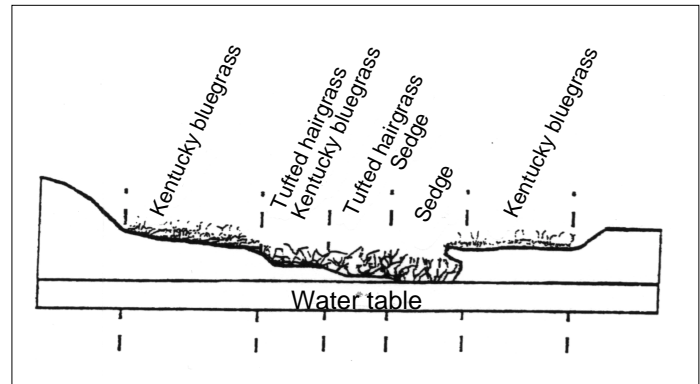 Kentucky bluegrass
Tufted hairgrass
Kentucky bluegrass
Tufted hairgrass
Sedge
Sedge
Kentucky bluegrass
Water table